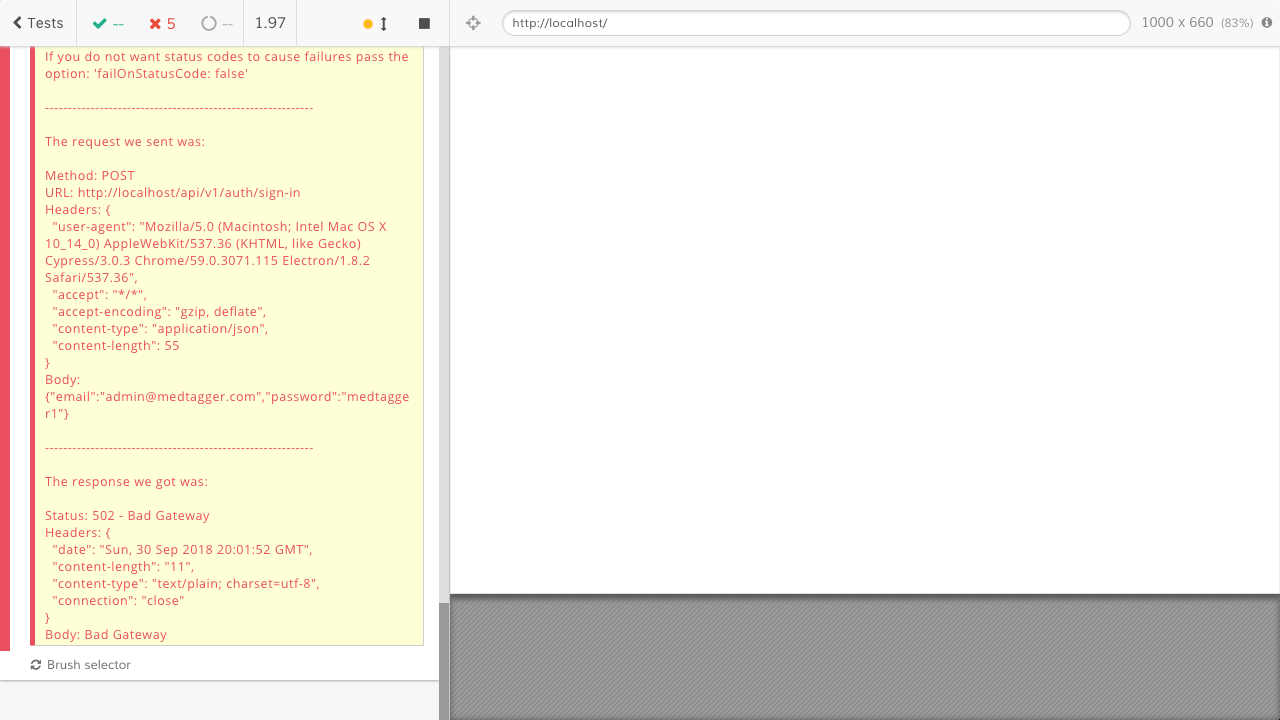 Tests -- 5 -- 1.97 http://localhost/ 1000 x 660 (83%)
If you do not want status codes to cause failures pass the
option: 'failOnStatusCode: false'
-----------------------------------------------------------
The request we sent was:
Method: POST
URL: http://localhost/api/v1/auth/sign-in
Headers: {
"user-agent": "Mozilla/5.0 (Macintosh; Intel Mac OS X
10_14_0) AppleWebKit/537.36 (KHTML, like Gecko)
Cypress/3.0.3 Chrome/59.0.3071.115 Electron/1.8.2
Safari/537.36",
"accept": "*/*",
"accept-encoding": "gzip, deflate",
"content-type": "application/json",
"content-length": 55
}
Body:
{"email":"admin@medtagger.com","password":"medtagge
r1"}
-----------------------------------------------------------
The response we got was:
Status: 502 - Bad Gateway
Headers: {
"date": "Sun, 30 Sep 2018 20:01:52 GMT",
"content-length": "11",
"content-type": "text/plain; charset=utf-8",
"connection": "close"
}
Body: Bad Gateway
Brush selector